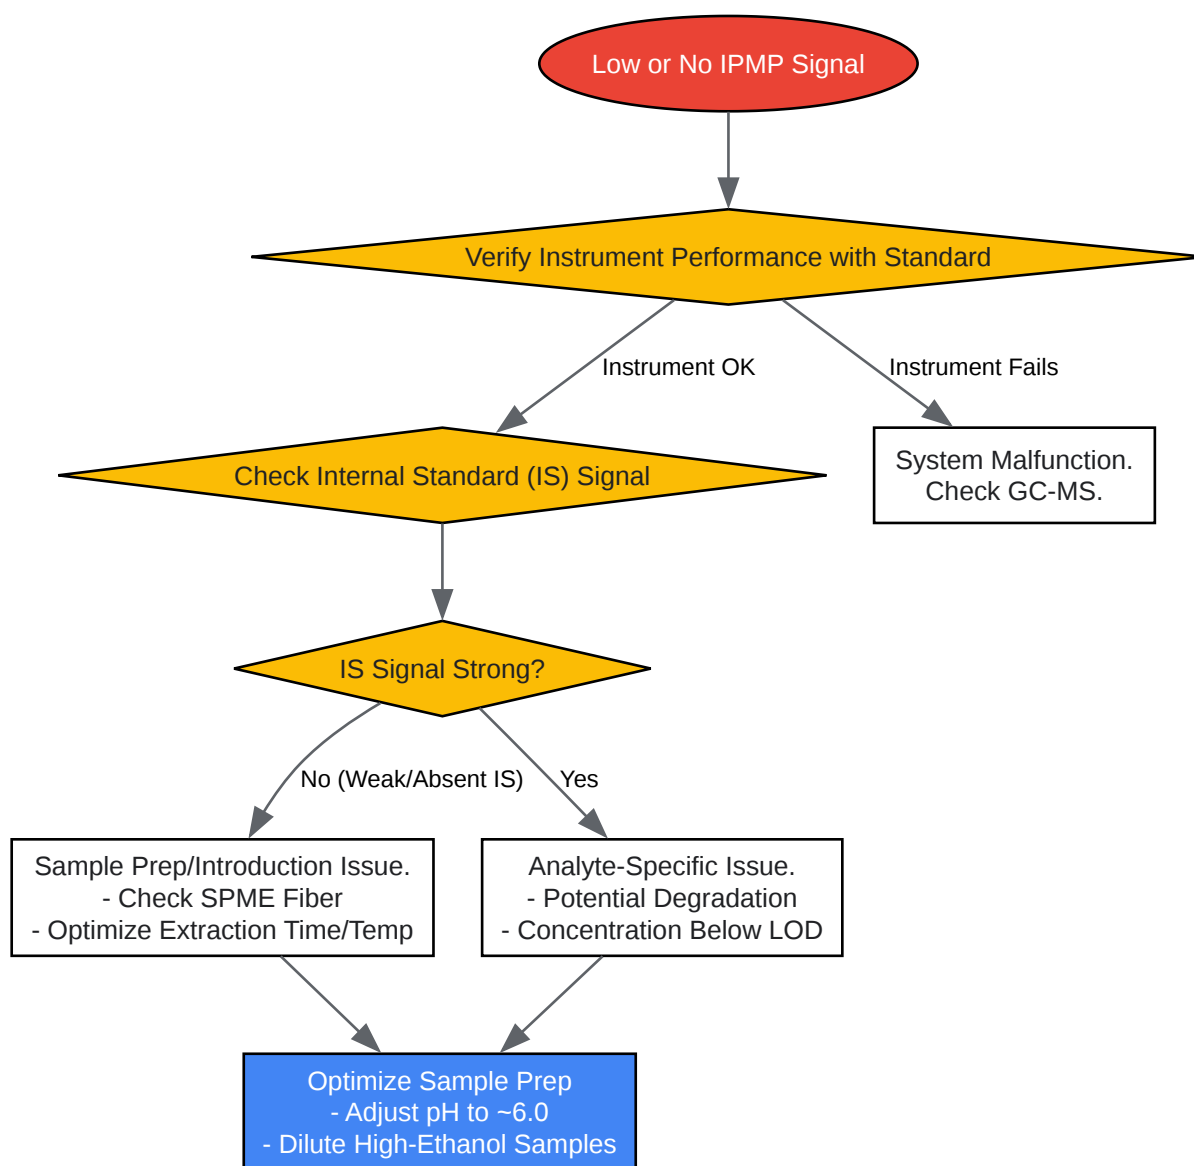 Low or No IPMP Signal
Verify Instrument Performance with Standard
Instrument OK
Instrument Fails
Check Internal Standard (IS) Signal
System Malfunction.
Check GC-MS.
IS Signal Strong?
No (Weak/Absent IS)
Yes
Sample Prep/Introduction Issue.
- Check SPME Fiber
- Optimize Extraction Time/Temp
Analyte-Specific Issue.
- Potential Degradation
- Concentration Below LOD
Optimize Sample Prep
- Adjust pH to ~6.0
- Dilute High-Ethanol Samples